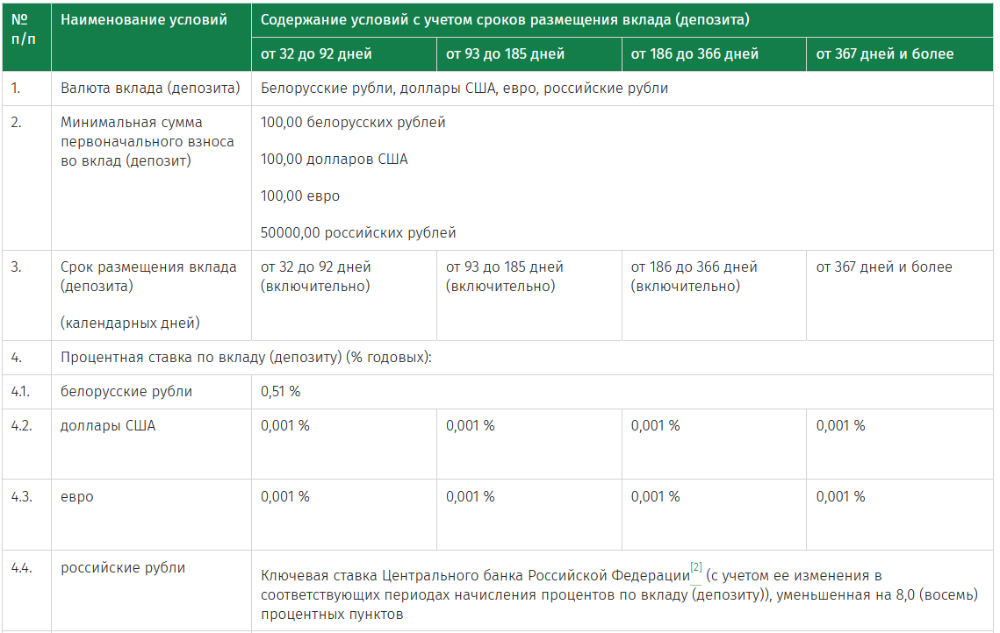 № п/п
Наименование условий
Содержание условий с учетом сроков размещения вклада (депозита)
от 32 до 92 дней
от 93 до 185 дней
от 186 до 366 дней
от 367 дней и более
1.
Валюта вклада (депозита)
Белорусские рубли, доллары США, евро, российские рубли
2.
Минимальная сумма
первоначального взноса
во вклад (депозит)
100,00 белорусских рублей
100,00 долларов США
100,00 евро
50000,00 российских рублей
3.
Срок размещения вклада
(депозита)
(календарных дней)
от 32 до 92 дней
(включительно)
от 93 до 185 дней
(включительно)
от 186 до 366 дней
(включительно)
от 367 дней и более
4.
Процентная ставка по вкладу (депозиту) (% годовых):
4.1.
белорусские рубли
0,51 %
4.2.
доллары США
0,001 %
0,001 %
0,001 %
0,001 %
4.3.
евро
0,001 %
0,001 %
0,001 %
0,001 %
4.4.
российские рубли
Ключевая ставка Центрального банка Российской Федерации[2] (с учетом ее изменения в
соответствующих периодах начисления процентов по вкладу (депозиту)), уменьшенная на 8,0 (восемь)
процентных пунктов